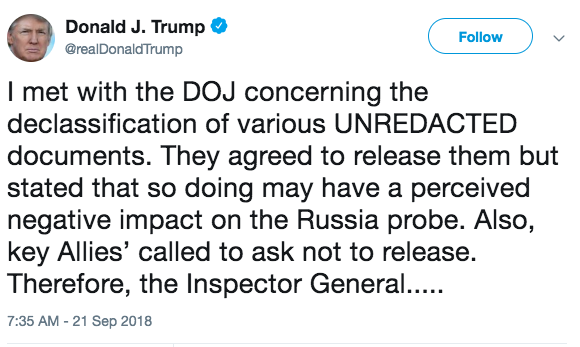 Donald J. Trump
@realDonaldTrump
Follow
I met with the DOJ concerning the
declassification of various UNREDACTED
documents. They agreed to release them but
stated that so doing may have a perceived
negative impact on the Russia probe. Also,
key Allies’ called to ask not to release.
Therefore, the Inspector General.....
7:35 AM - 21 Sep 2018